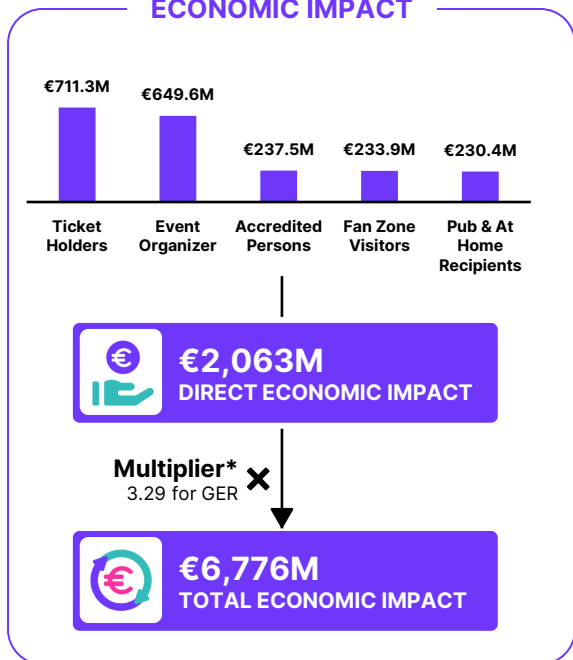 ECONOMIC IMPACT
€711.3M
€649.6M
€237.5M
€233.9M
€230.4M
Ticket
Holders
Event
Organizer
Accredited
Persons
Fan Zone
Visitors
Pub & At
Home
Recipients
€
€2,063M
DIRECT ECONOMIC IMPACT
Multiplier*
3.29 for GER
€
€6,776M
TOTAL ECONOMIC IMPACT